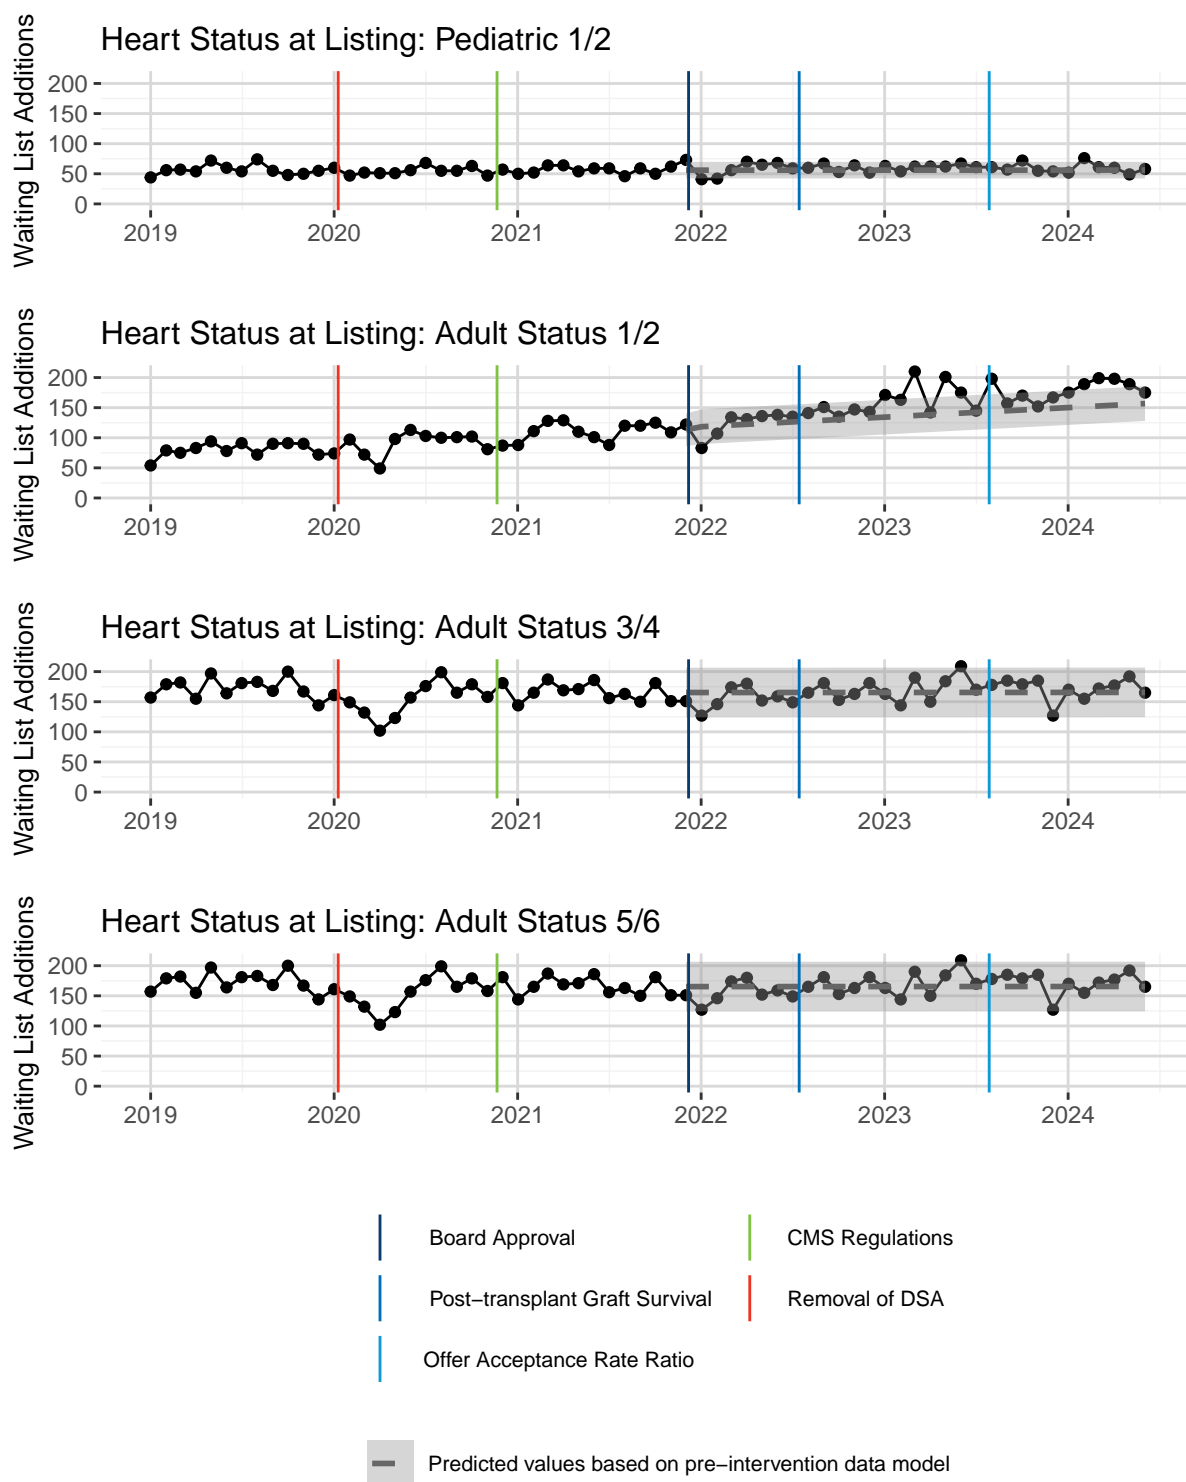 Heart Status at Listing: Pediatric 1/2
Waiting List Additions
200
150
100
50
0
2019 2020 2021 2022 2023 2024
Heart Status at Listing: Adult Status 1/2
Waiting List Additions
200
150
100
50
0
2019 2020 2021 2022 2023 2024
Heart Status at Listing: Adult Status 3/4
Waiting List Additions
200
150
100
50
0
2019 2020 2021 2022 2023 2024
Heart Status at Listing: Adult Status 5/6
Waiting List Additions
200
150
100
50
0
2019 2020 2021 2022 2023 2024
Board Approval
CMS Regulations
Post−transplant Graft Survival
Removal of DSA
Offer Acceptance Rate Ratio
Predicted values based on pre−intervention data model